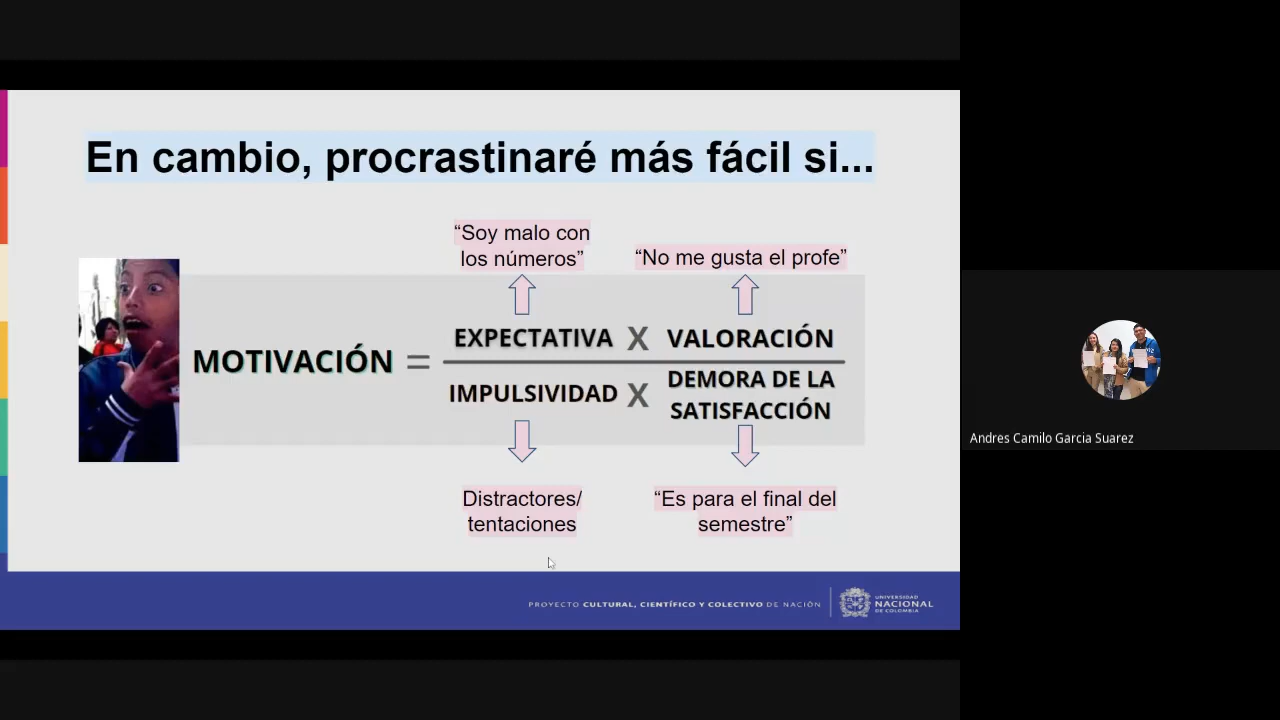 En cambio, procrastinaré más fácil si...
“Soy malo con
los números”
“No me gusta el profe”
MOTIVACIÓN =
EXPECTATIVA X VALORACIÓN
IMPULSIVIDAD X DEMORA DE LA
SATISFACCIÓN
Distractores/
tentaciones
“Es para el final del
semestre”
PROYECTO CULTURAL, CIENTÍFICO Y COLECTIVO DE NACIÓN
UNIVERSIDAD
NACIONAL
DE COLOMBIA
Andres Camilo Garcia Suarez